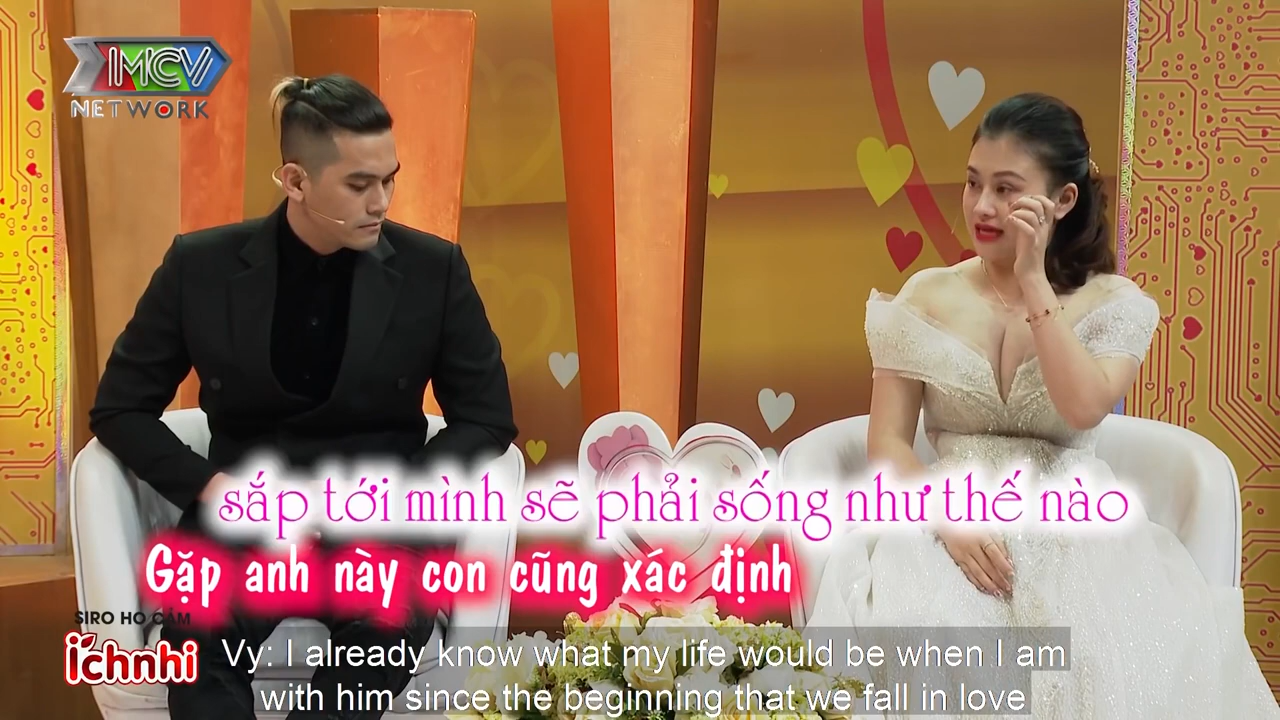 MCV
NETWORK
sắp tới mình sẽ phải sống như thế nào
Gặp anh này con cũng xác định
SIRO HO CẢM
ichnhi
Vy: I already know what my life would be when I am
with him since the beginning that we fall in love